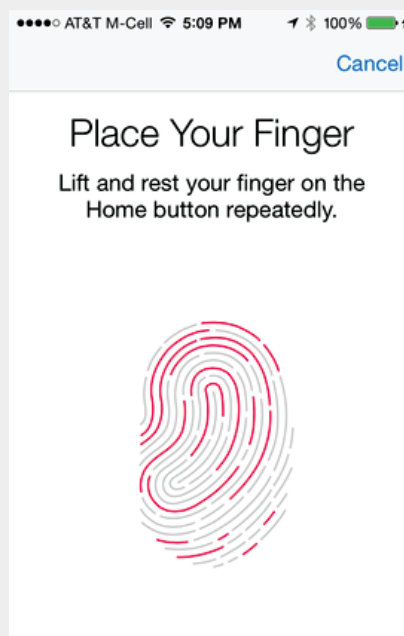 AT&T M-Cell 5:09 PM 100%
Cancel
Place Your Finger
Lift and rest your finger on the
Home button repeatedly.